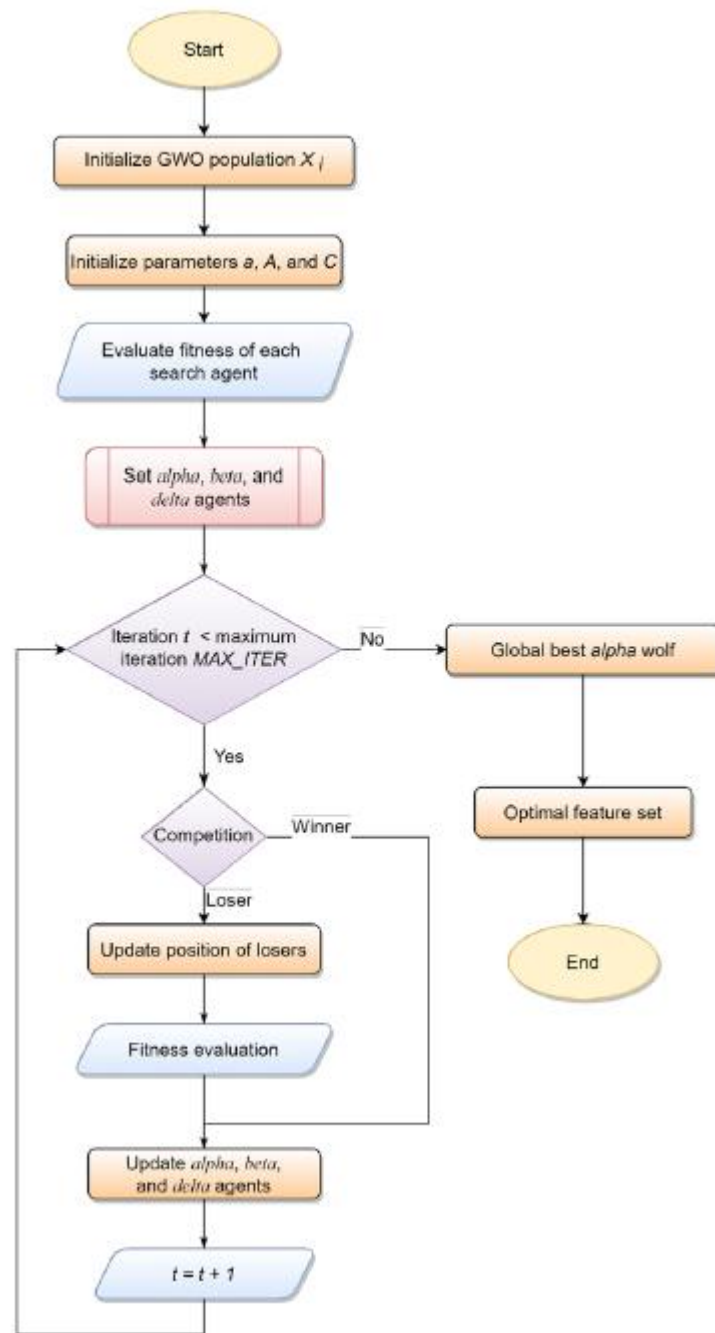 Start
Initialize GWO population X i
Initialize parameters a, A, and C
Evaluate fitness of each
search agent
Set alpha, beta, and
delta agents
Iteration t < maximum
iteration MAX_ITER
No
Global best alpha wolf
Yes
Optimal feature set
Competition
Winner
Loser
Update position of losers
End
Fitness evaluation
Update alpha, beta,
and delta agents
t = t + 1